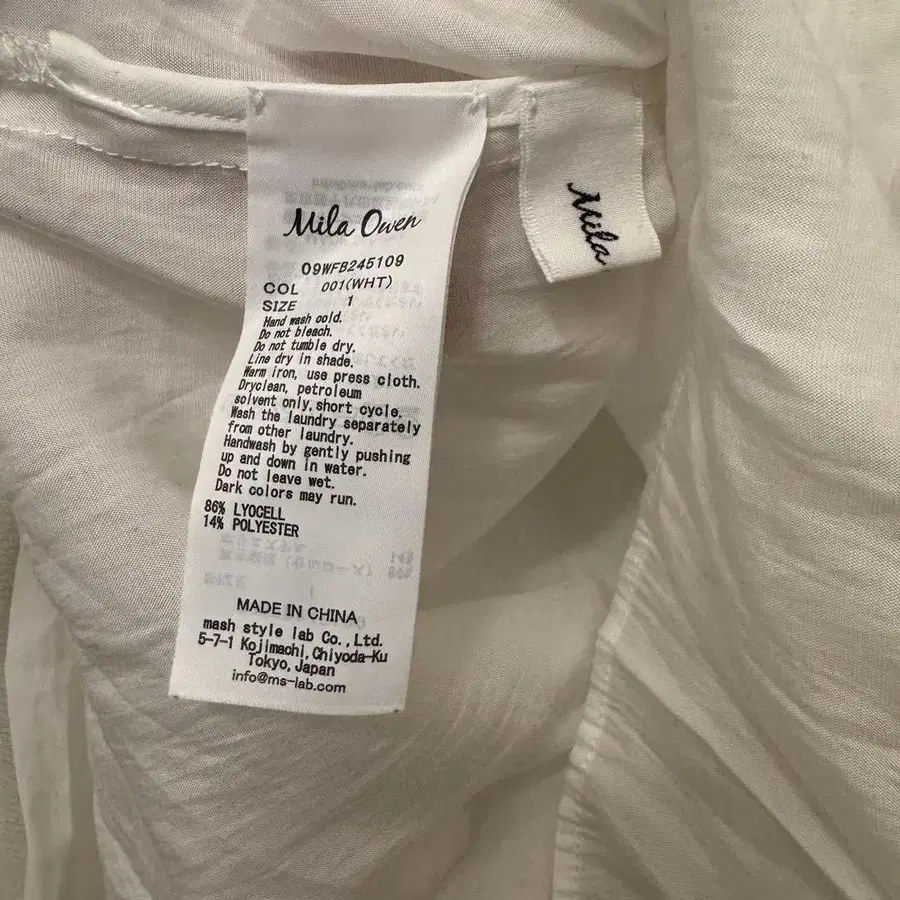 Mila Owen
09WFB245109
COL 001(WHT)
SIZE 1
Hand wash cold.
Do not bleach.
Do not tumble dry.
Line dry in shade.
Warm iron, use press cloth.
Dryclean, petroleum
solvent only, short cycle.
Wash the laundry separately
from other laundry.
Handwash by gently pushing
up and down in water.
Do not leave wet.
Dark colors may run.
86% LYOCELL
14% POLYESTER
MADE IN CHINA
mash style lab Co., Ltd.
5-7-1 Kojimachi, Chiyoda-Ku
Tokyo, Japan
info@ms-lab.com
Mila